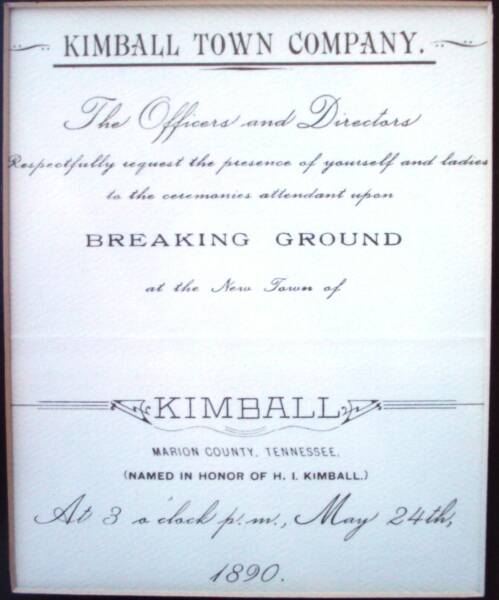 KIMBALL TOWN COMPANY.
The Officers and Directors
Respectfully request the presence of yourself and ladies
to the ceremonies attendant upon
BREAKING GROUND
at the New Town of
KIMBALL
MARION COUNTY, TENNESSEE,
(NAMED IN HONOR OF H. I. KIMBALL.)
At 3 o'clock p.m., May 24th,
1890.